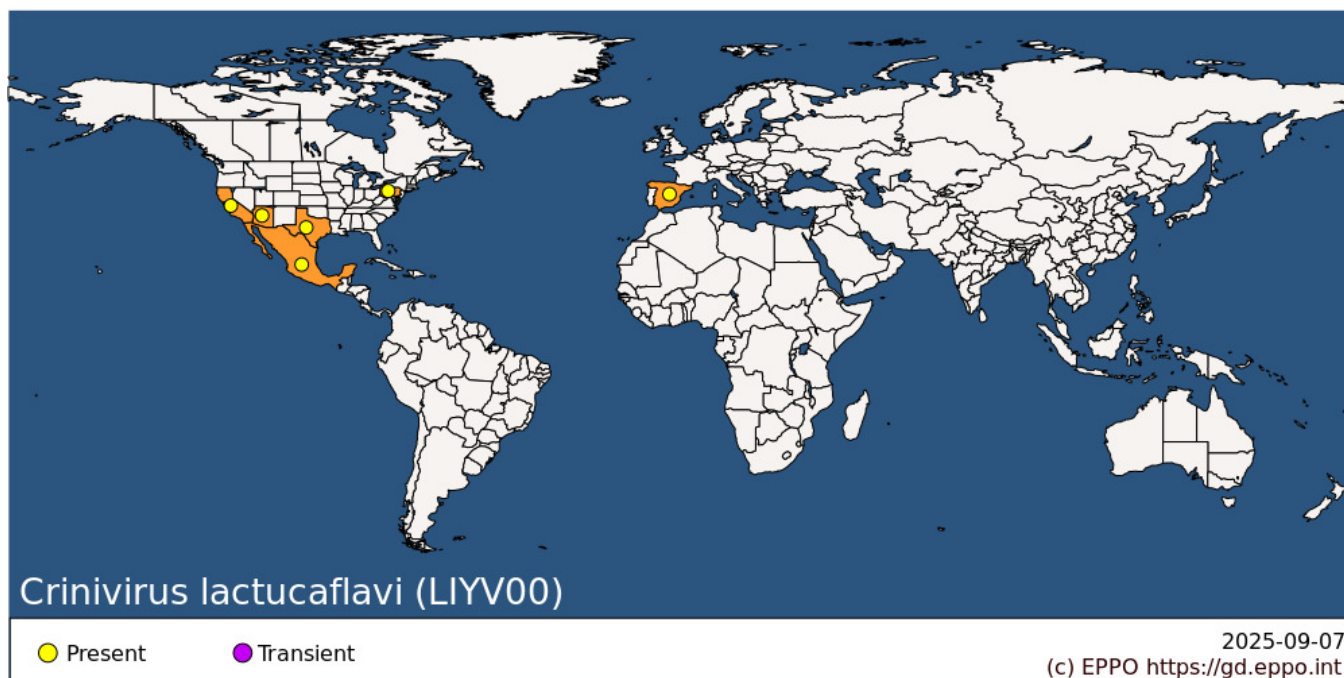 Crinivirus lactucaflavi (LIYV00)
Present
Transient
2025-09-07
(c) EPPO https://gd.eppo.int